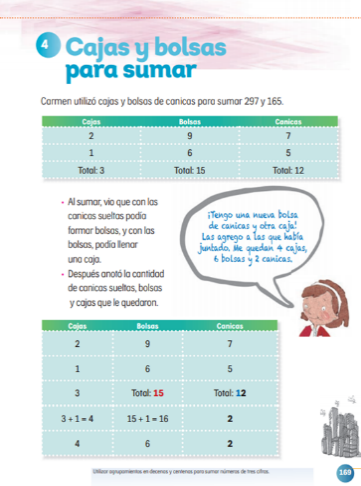 4
Cajas y bolsas
para sumar
Carmen utilizó cajas y bolsas de canicas para sumar 297 y 165.
Cajas Bolsas Canicas
2 9 7
1 6 5
Total: 3 Total: 15 Total: 12
• Al sumar, vio que con las
canicas sueltas podía
formar bolsas, y con las
bolsas, podía llenar
una caja.
• Después anotó la cantidad
de canicas sueltas, bolsas
y cajas que le quedaron.
¡Tengo una nueva bolsa
de canicas y otra caja!
Las agrego a las que había
juntado. Me quedan 4 cajas,
6 bolsas y 2 canicas.
Cajas Bolsas Canicas
2 9 7
1 6 5
3 Total: 15 Total: 12
3 + 1 = 4 15 + 1 = 16 2
4 6 2
Utilizar agrupamientos en decenas y centenas para sumar números de tres cifras.
169